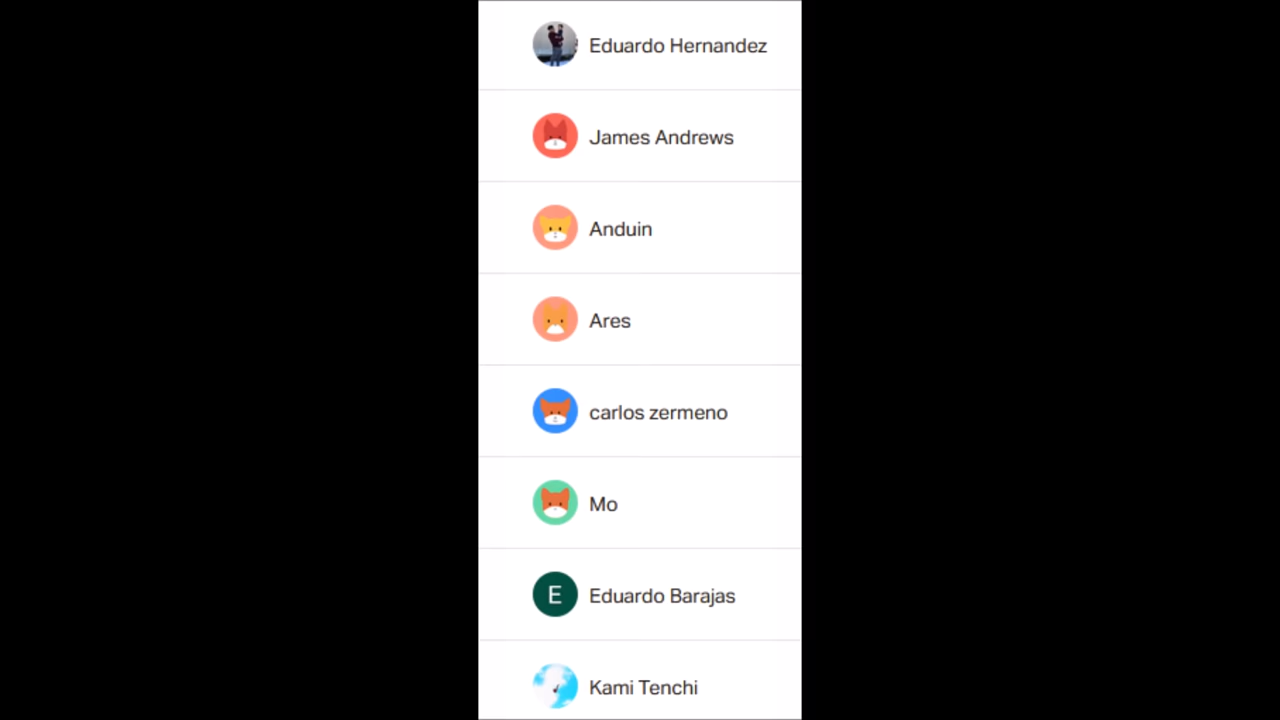 Eduardo Hernandez
James Andrews
Anduin
Ares
carlos zermeno
Mo
E
Eduardo Barajas
Kami Tenchi